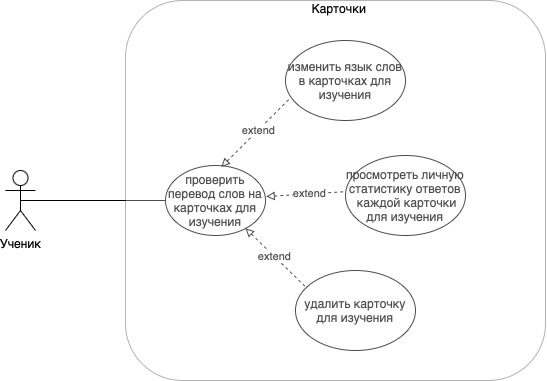 Карточки
изменить язык слов
в карточках для
изучения
extend
проверить
перевод слов на
карточках для
изучения
extend
просмотреть личную
статистику ответов
каждой карточки
для изучения
Ученик
extend
удалить карточку
для изучения